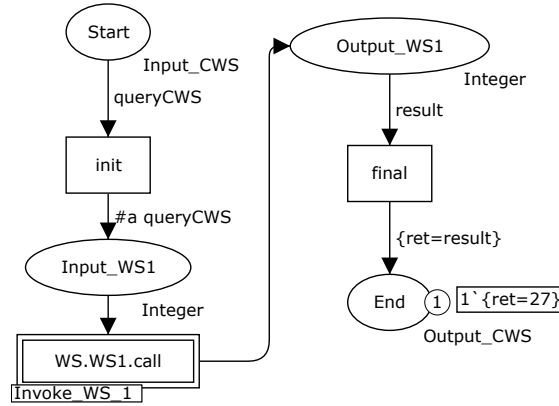 Start
Input_CWS
queryCWS
init
#a queryCWS
Input_WS1
Integer
WS.WS1.call
Invoke_WS_1
Output_WS1
Integer
result
final
{ret=result}
End
1
1`{ret=27}
Output_CWS